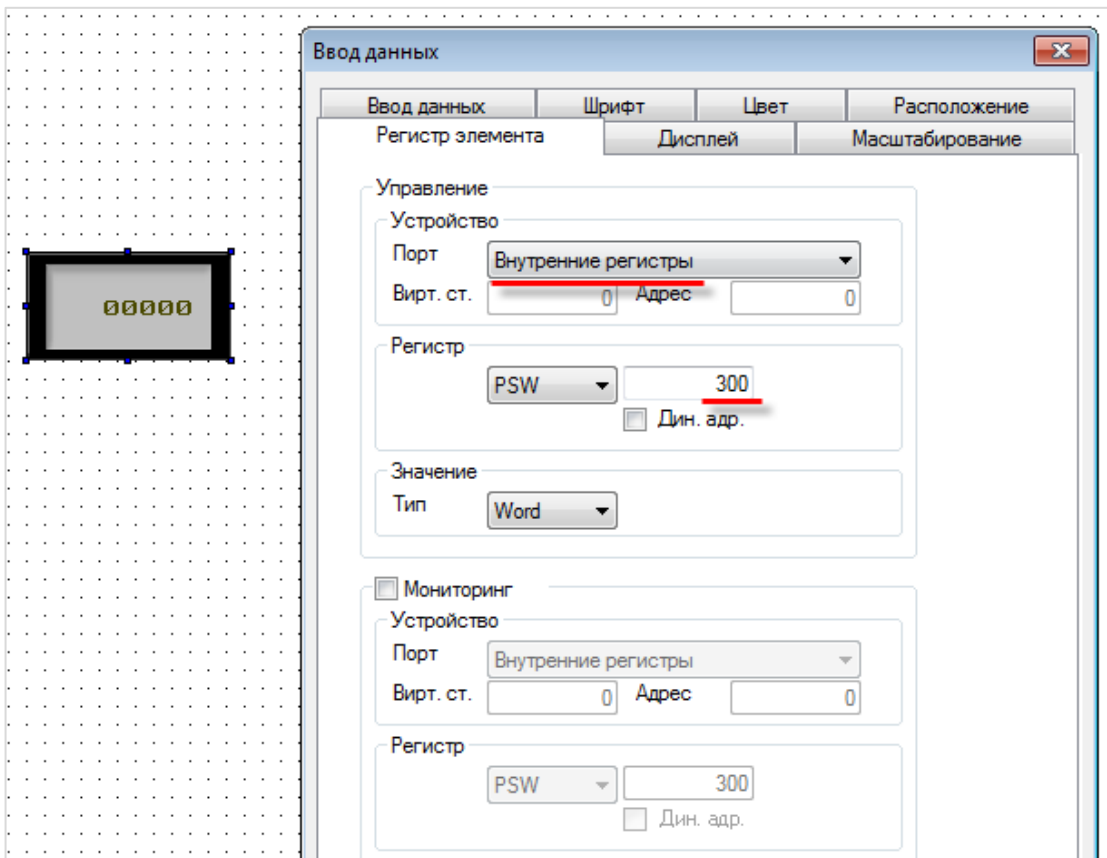 Ввод данных
Ввод данных Шрифт Цвет Расположение
Регистр элемента Дисплей Масштабирование
Управление
Устройство
Порт Внутренние регистры
Вирт. ст. 0 Адрес 0
00000
Регистр
PSW 300
Дин. адр.
Значение
Тип Word
Мониторинг
Устройство
Порт Внутренние регистры
Вирт. ст. 0 Адрес 0
Регистр
PSW 300
Дин. адр.